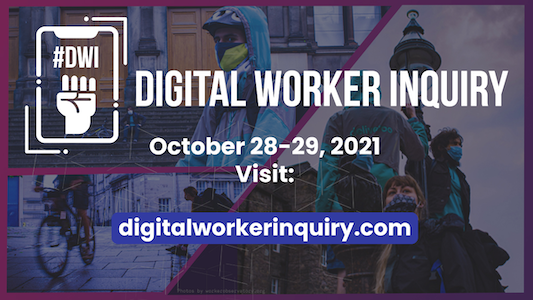 #DWI
DIGITAL WORKER INQUIRY
October 28-29, 2021
Visit:
digitalworkerinquiry.com